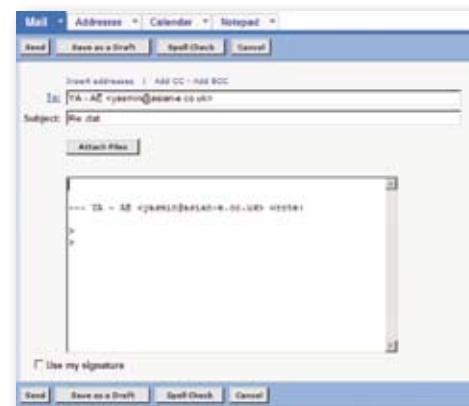 Mail Addresses Calendar Notepad
Send Save as a Draft Spell Check Cancel
Insert addresses | Add CC - Add BCC
To: YA - AE <yasmin@asian-e.co.uk>
Subject: Re: dat
Attach Files
--- YA - AE <yasmin@asian-e.co.uk> wrote:
>
>
Use my signature
Send Save as a Draft Spell Check Cancel